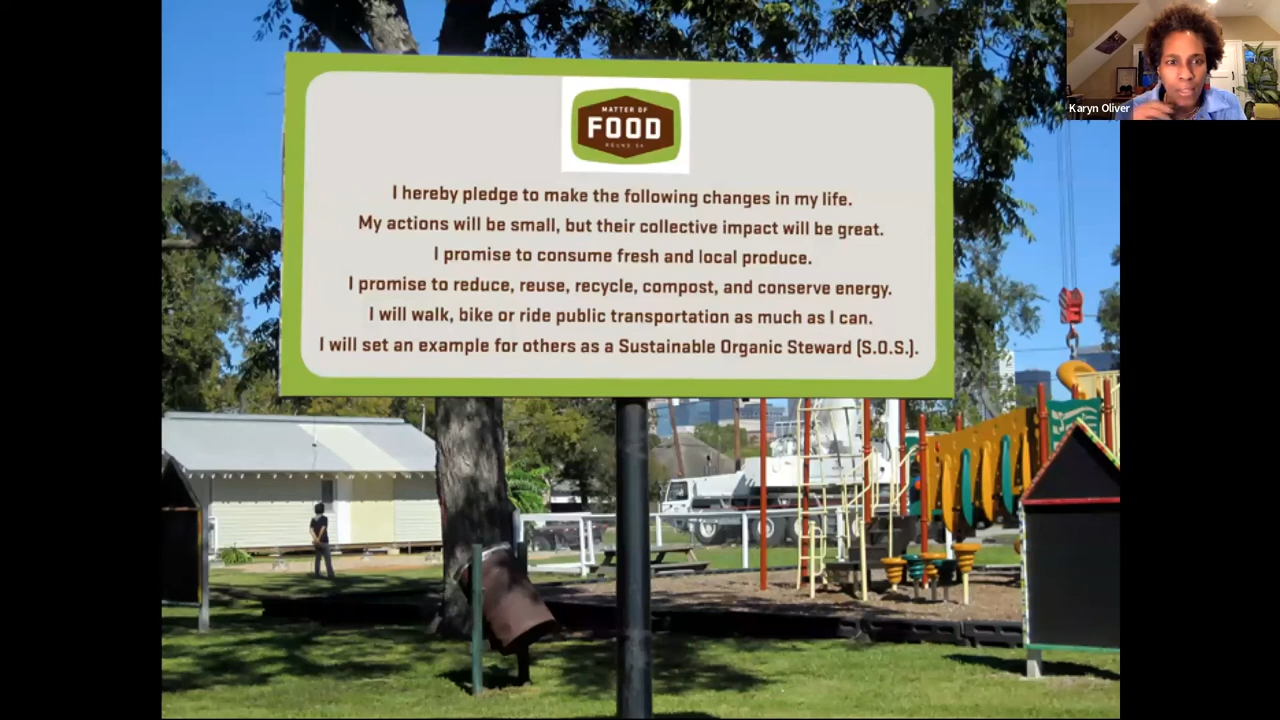 MATTER OF
FOOD
ROUND 34
I hereby pledge to make the following changes in my life.
My actions will be small, but their collective impact will be great.
I promise to consume fresh and local produce.
I promise to reduce, reuse, recycle, compost, and conserve energy.
I will walk, bike or ride public transportation as much as I can.
I will set an example for others as a Sustainable Organic Steward (S.O.S.).
Karyn Oliver